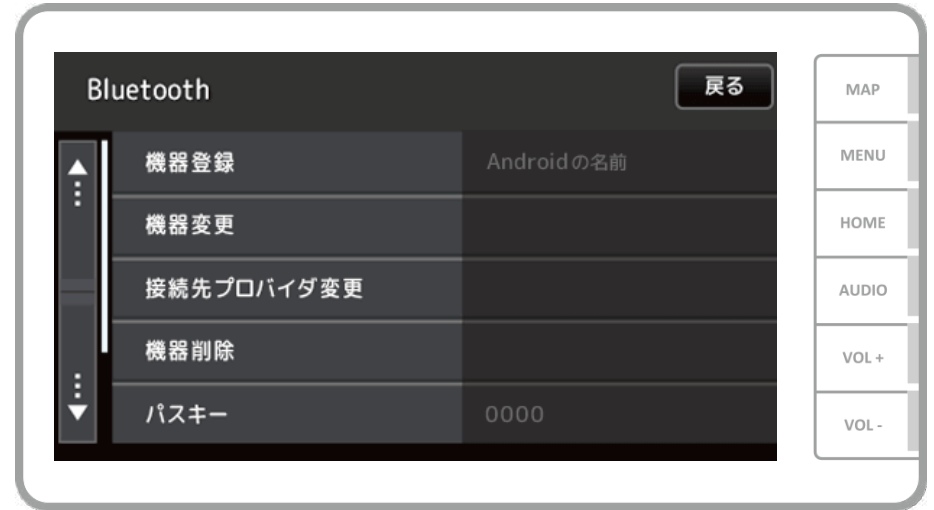 Bluetooth 戻る
機器登録 Androidの名前
機器変更
接続先プロバイダ変更
機器削除
パスキー 0000
MAP
MENU
HOME
AUDIO
VOL +
VOL -